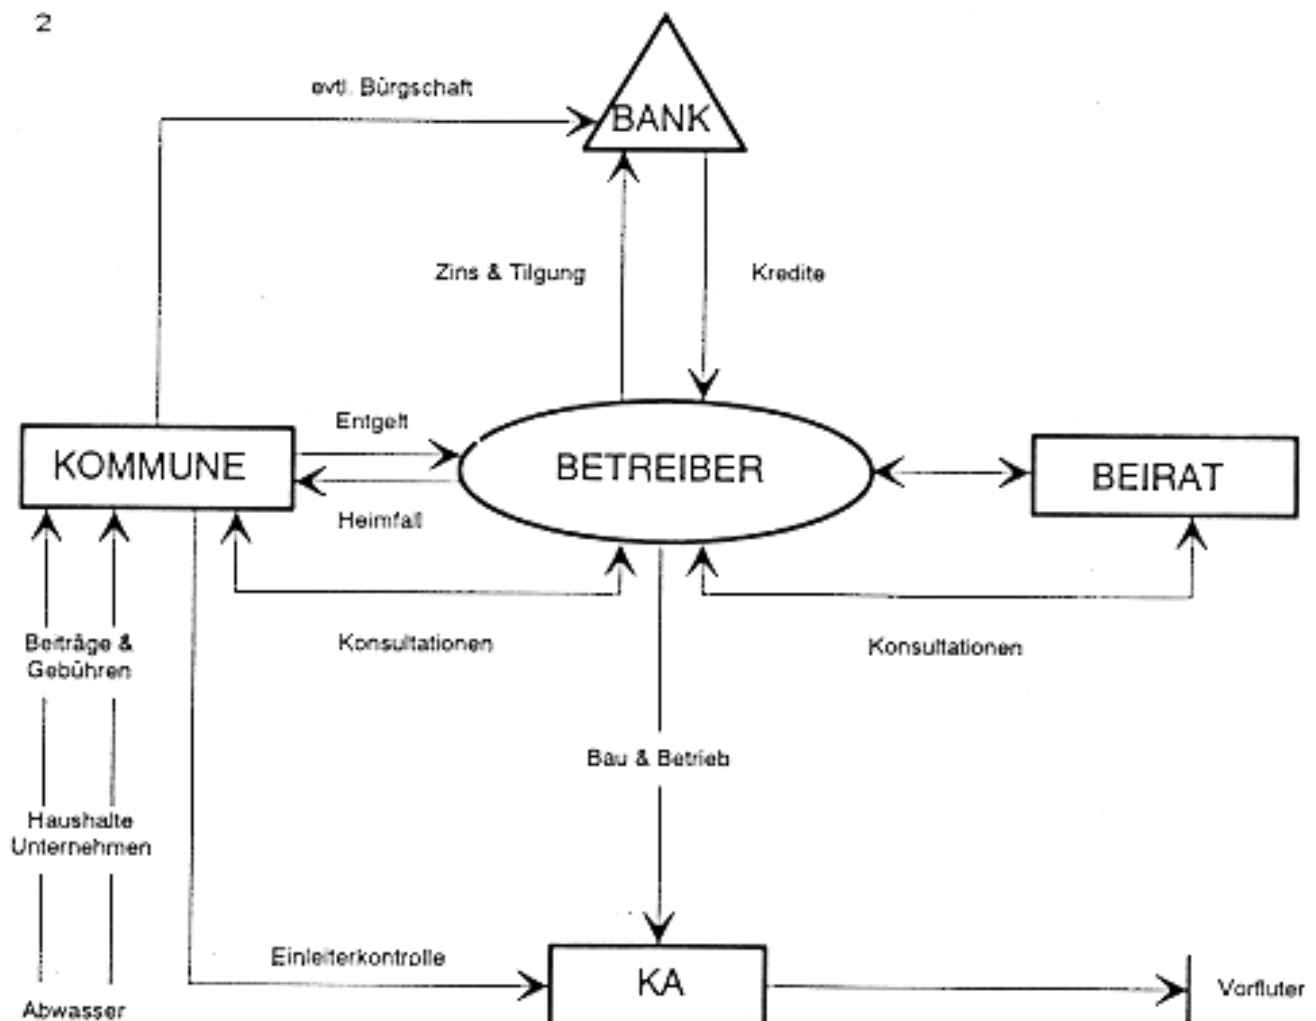 2
evtl. Bürgschaft
BANK
Zins & Tilgung
Kredite
Entgelt
KOMMUNE
BETREIBER
BEIRAT
Heimfall
Beiträge &
Gebühren
Konsultationen
Konsultationen
Bau & Betrieb
Haushalte
Unternehmen
Einleiterkontrolle
KA
Vorfluter
Abwasser